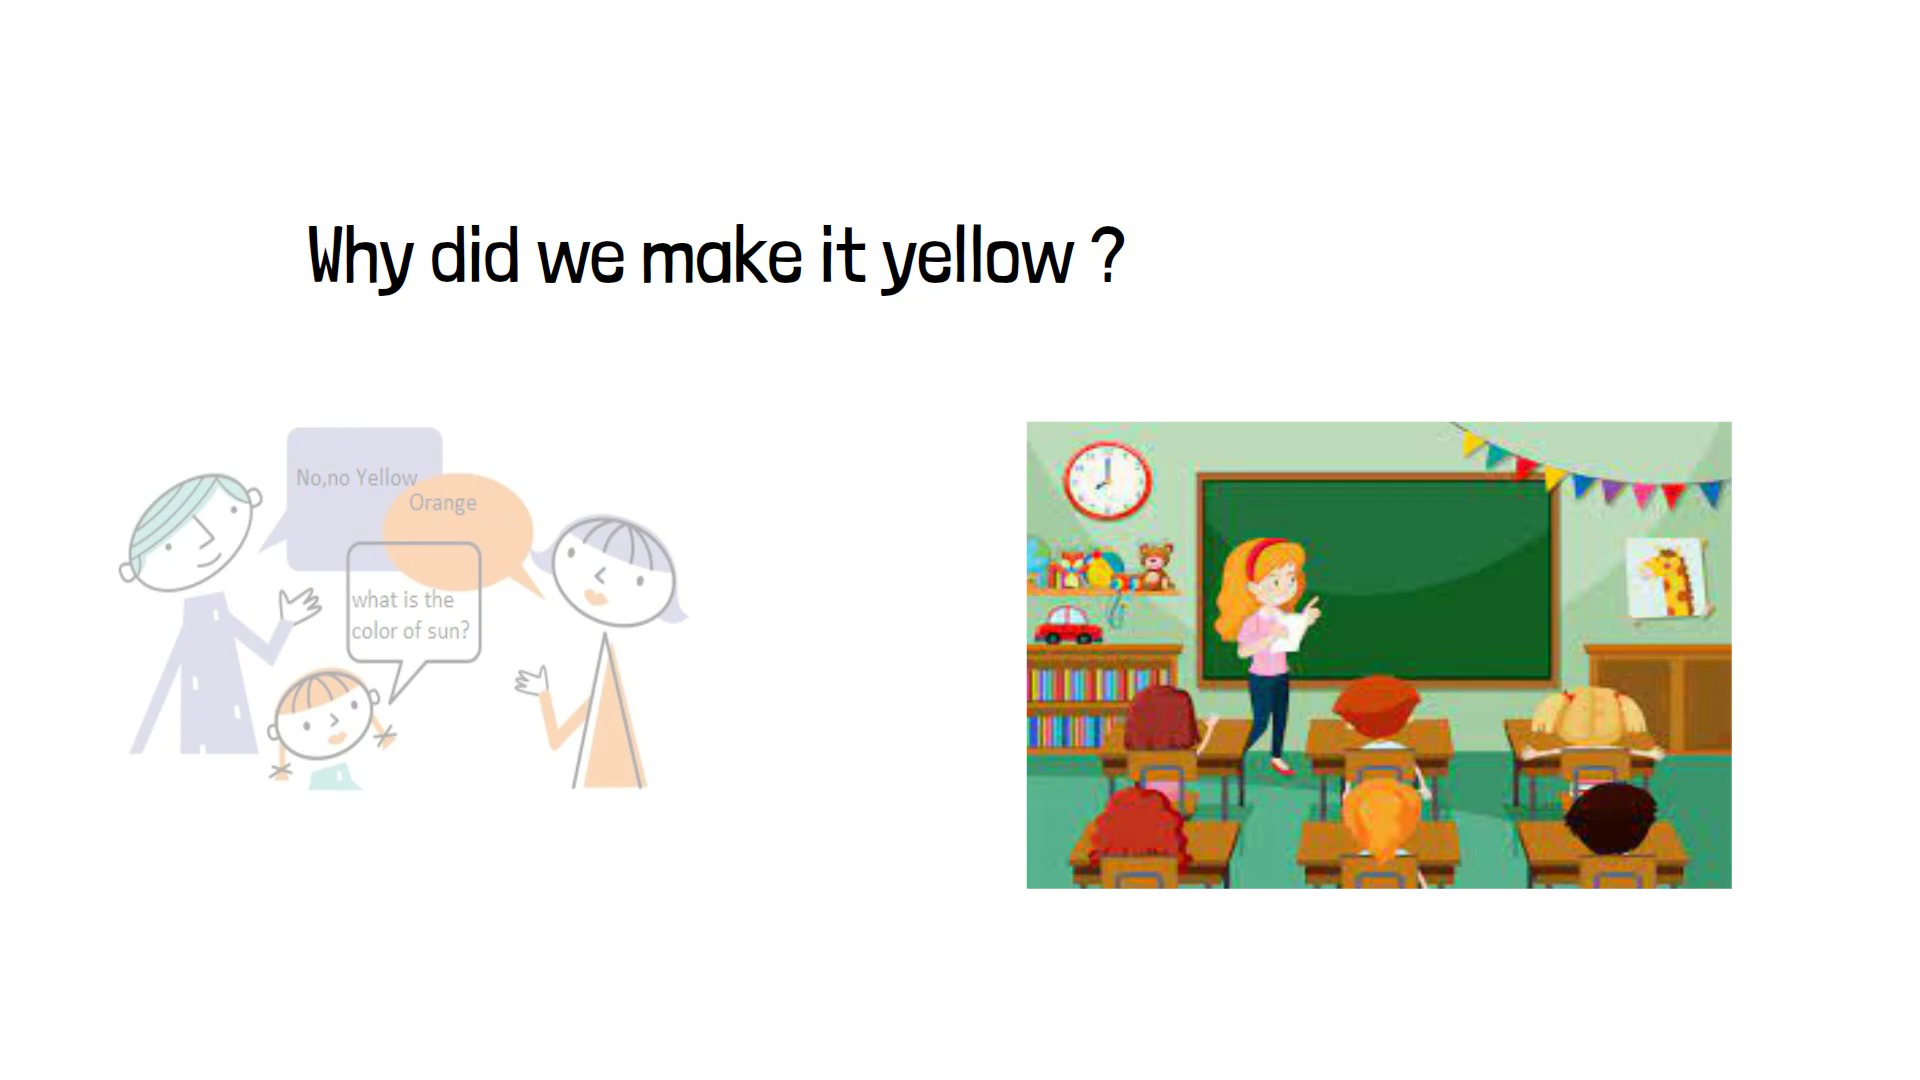 Why did we make it yellow ?
No,no Yellow
Orange
what is the
color of sun?